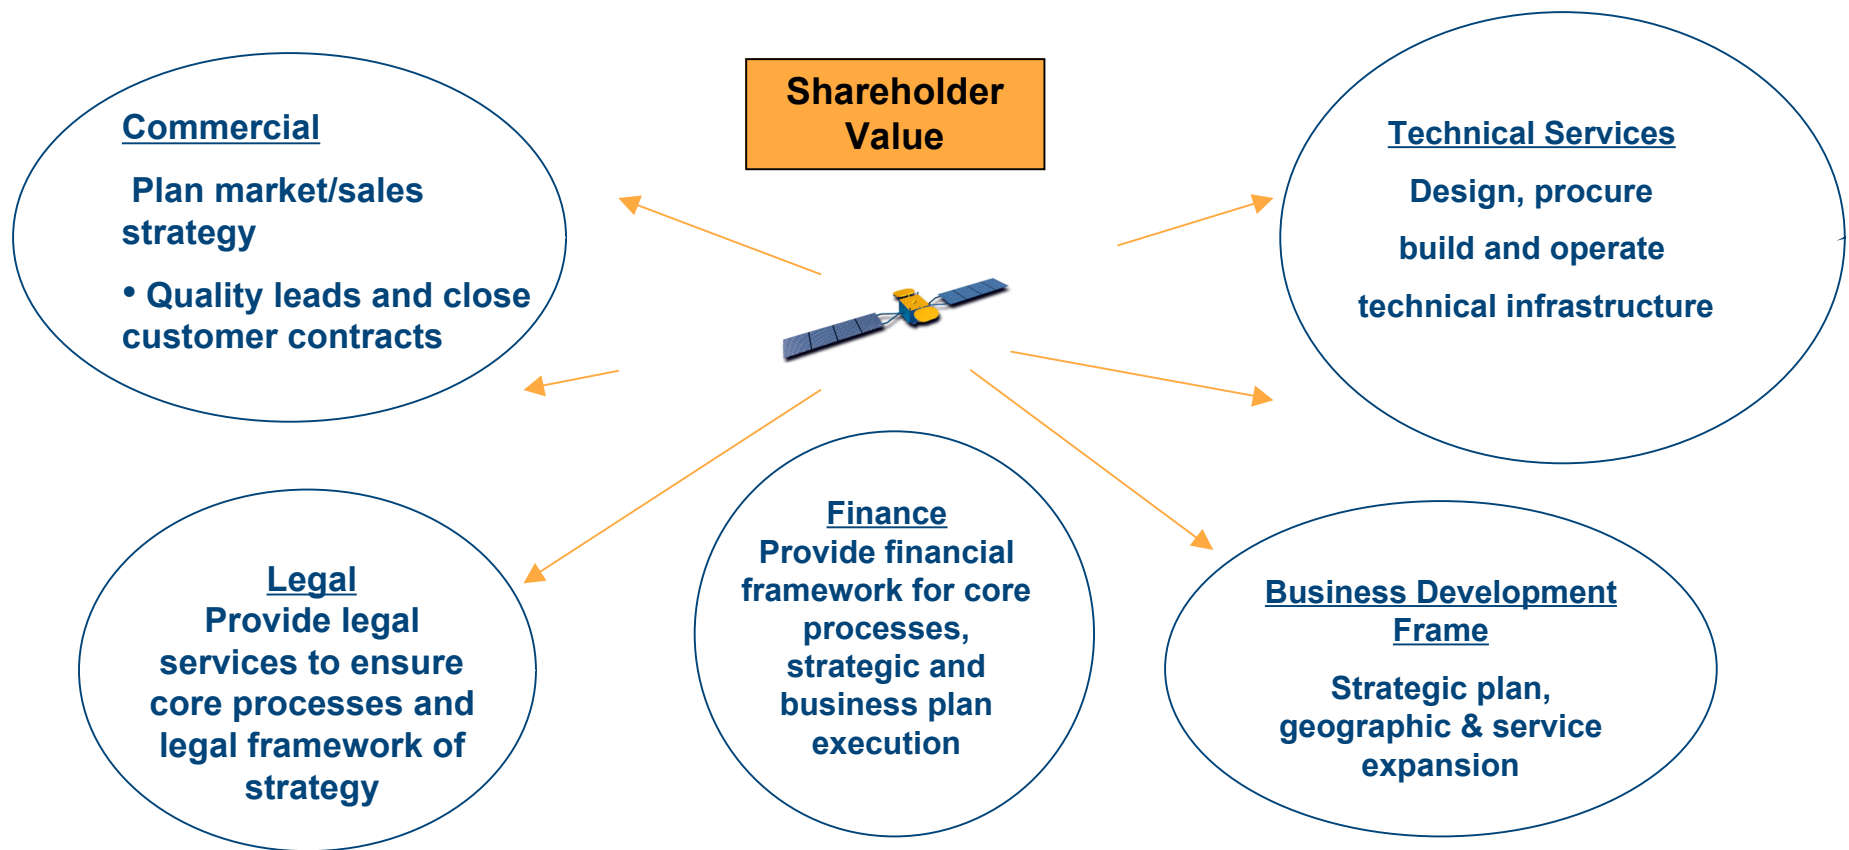 Shareholder
Value
Commercial
Plan market/sales
strategy
• Quality leads and close
customer contracts
Technical Services
Design, procure
build and operate
technical infrastructure
Legal
Provide legal
services to ensure
core processes and
legal framework of
strategy
Finance
Provide financial
framework for core
processes,
strategic and
business plan
execution
Business Development
Frame
Strategic plan,
geographic & service
expansion